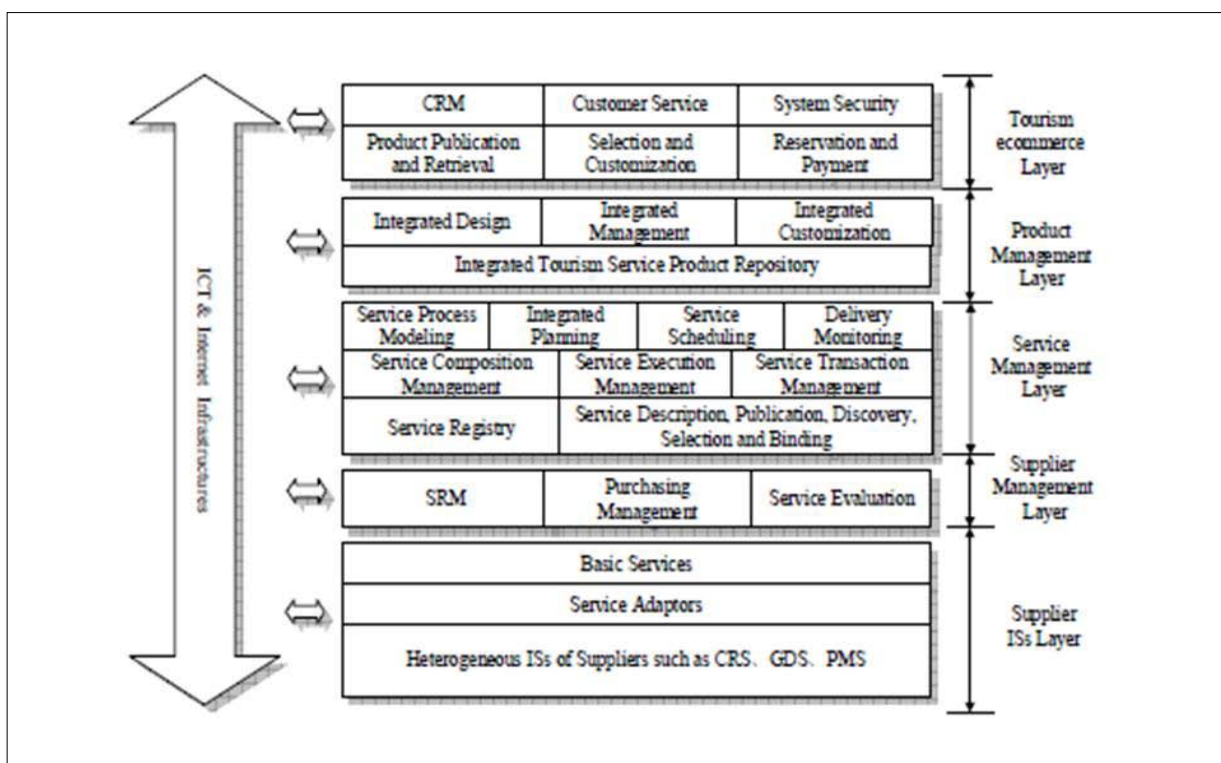 ICT & Internet Infrastructures
CRM
Customer Service
System Security
Product Publication
and Retrieval
Selection and
Customization
Reservation and
Payment
Tourism
ecommerce
Layer
Integrated Design
Integrated
Management
Integrated
Customization
Integrated Tourism Service Product Repository
Product
Management
Layer
Service Process
Modeling
Integrated
Planning
Service
Scheduling
Delivery
Monitoring
Service Composition
Management
Service Execution
Management
Service Transaction
Management
Service Registry
Service Description, Publication, Discovery,
Selection and Binding
Service
Management
Layer
SRM
Purchasing
Management
Service Evaluation
Supplier
Management
Layer
Basic Services
Service Adaptors
Heterogeneous ISs of Suppliers such as CRS、GDS、PMS
Supplier
ISs Layer